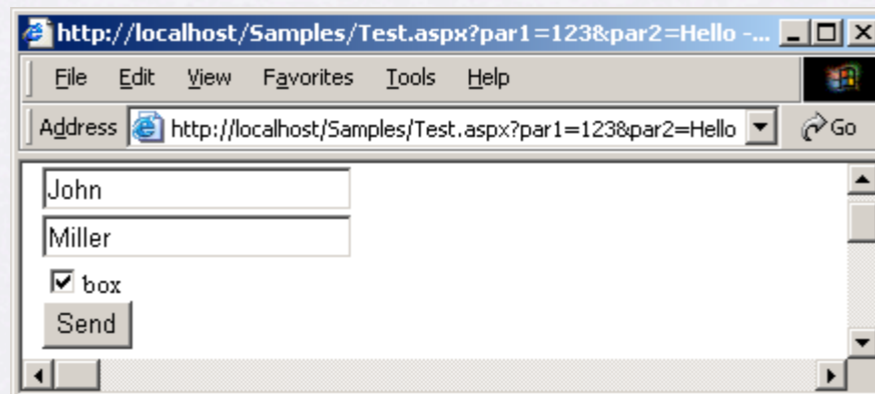 http://localhost/Samples/Test.aspx?par1=123&par2=Hello -...
File Edit View Favorites Tools Help
Address http://localhost/Samples/Test.aspx?par1=123&par2=Hello Go
John
Miller
box
Send